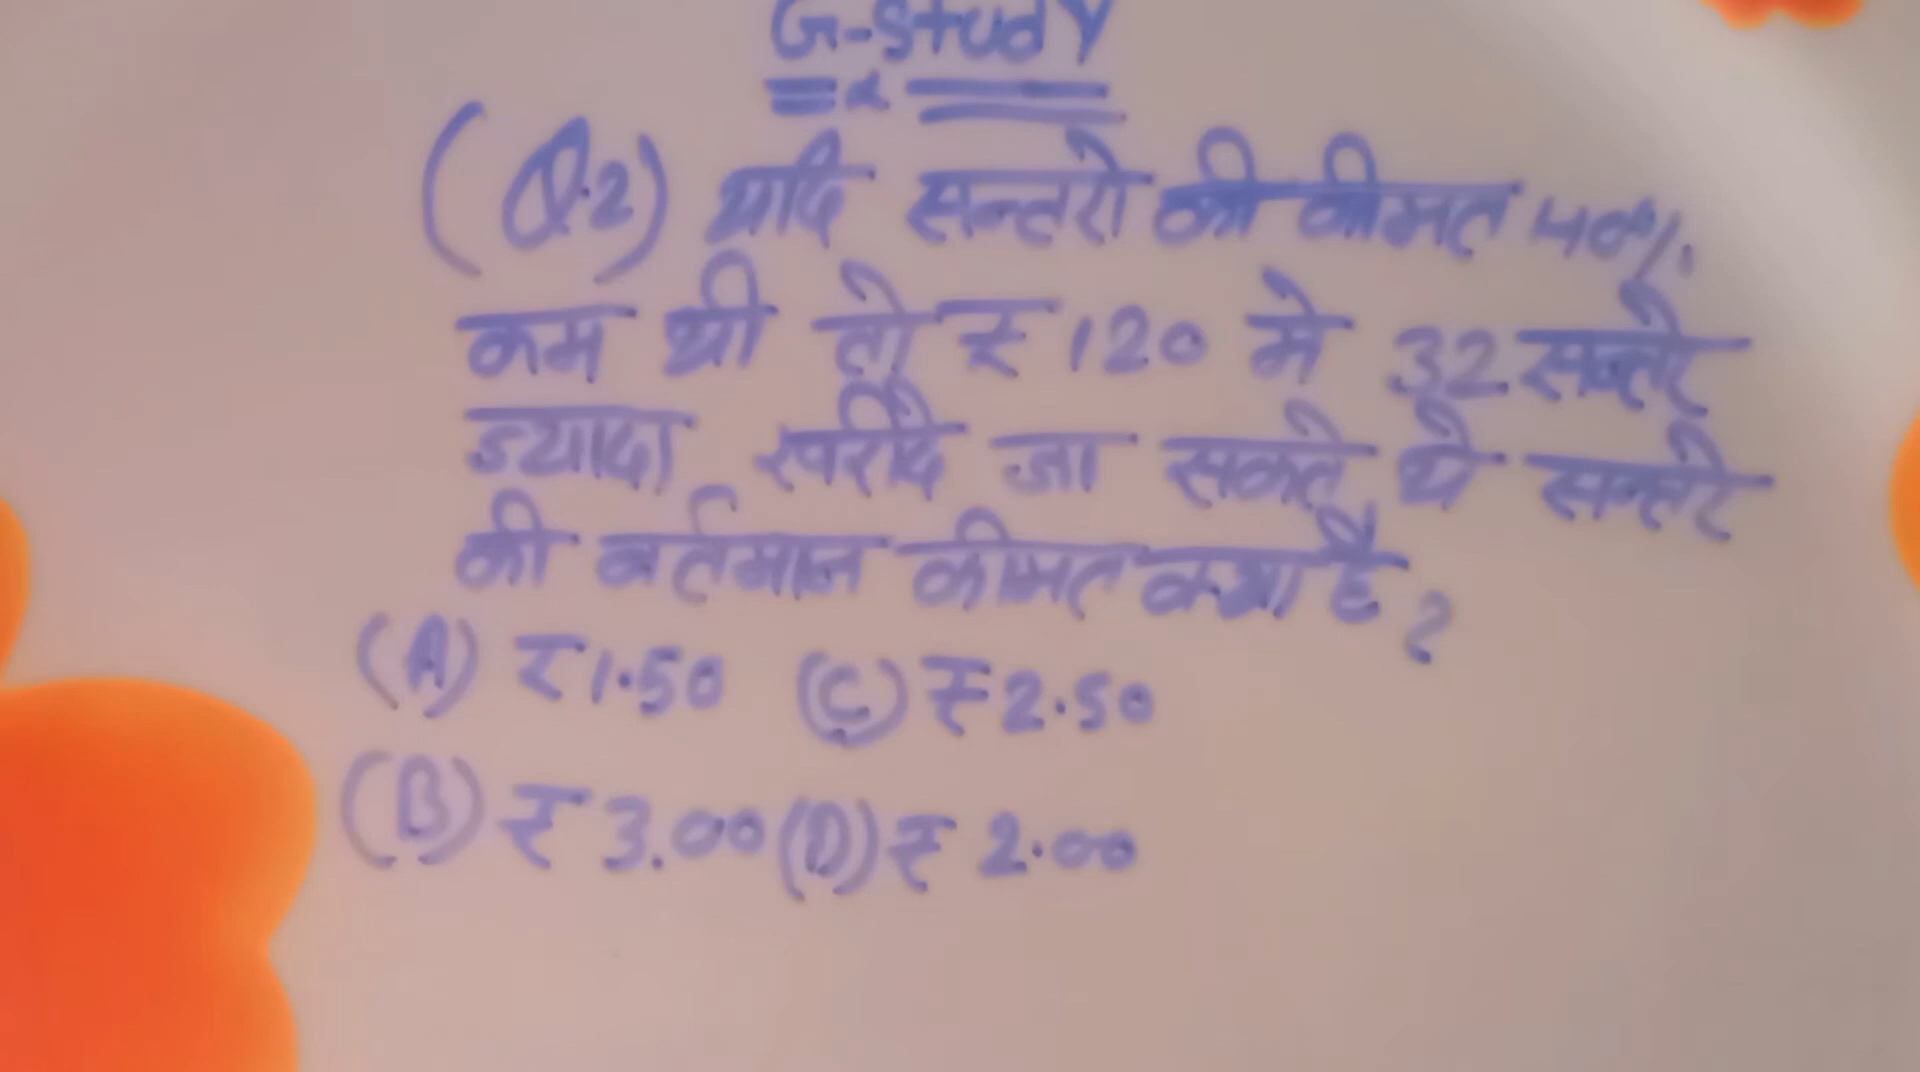 G-Study
(Q.2) यदि सन्तरो की कीमत 40%
कम थी तो ₹ 120 मे 32 सन्तरे
ज्यादा खरीदे जा सकते थे सन्तरे
की वर्तमान कीमत क्या है ?
(A) ₹ 1.50 (C) ₹ 2.50
(B) ₹ 3.00 (D) ₹ 2.00